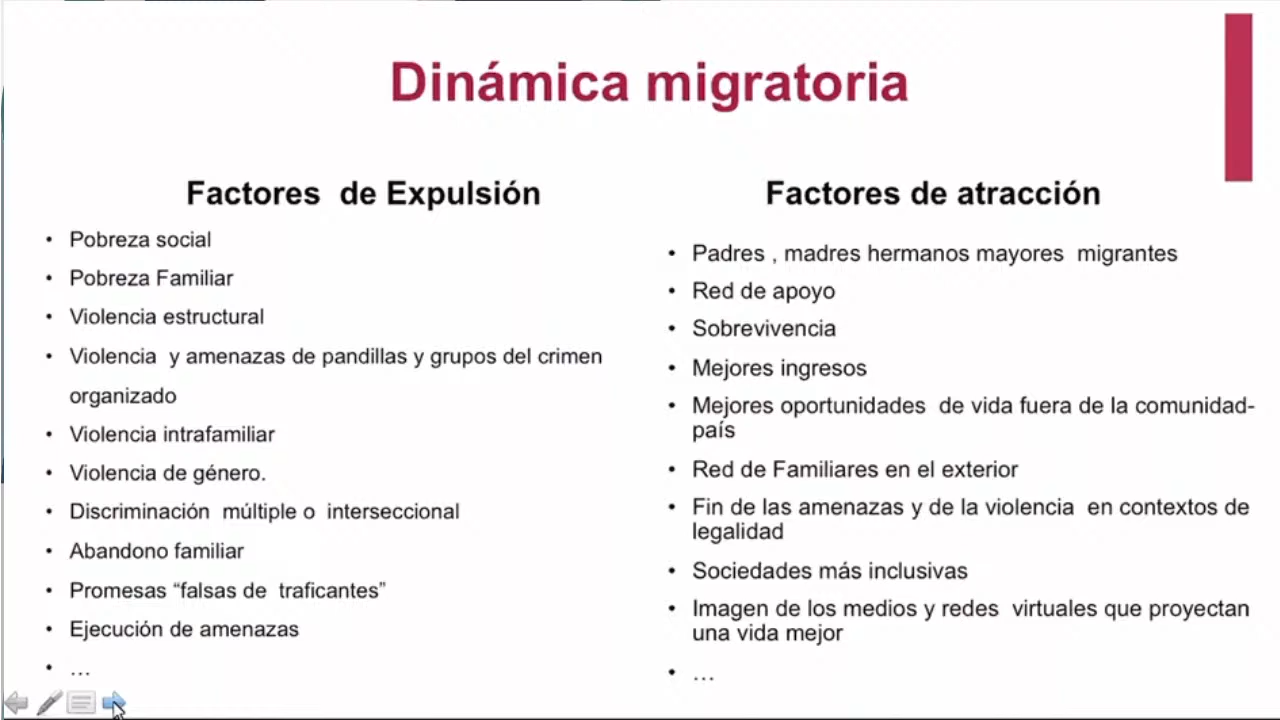 Dinámica migratoria
Factores de Expulsión
• Pobreza social
• Pobreza Familiar
• Violencia estructural
• Violencia y amenazas de pandillas y grupos del crimen
organizado
• Violencia intrafamiliar
• Violencia de género.
• Discriminación múltiple o interseccional
• Abandono familiar
• Promesas “falsas de traficantes”
• Ejecución de amenazas
• …
Factores de atracción
• Padres , madres hermanos mayores migrantes
• Red de apoyo
• Sobrevivencia
• Mejores ingresos
• Mejores oportunidades de vida fuera de la comunidad-
país
• Red de Familiares en el exterior
• Fin de las amenazas y de la violencia en contextos de
legalidad
• Sociedades más inclusivas
• Imagen de los medios y redes virtuales que proyectan
una vida mejor
• …